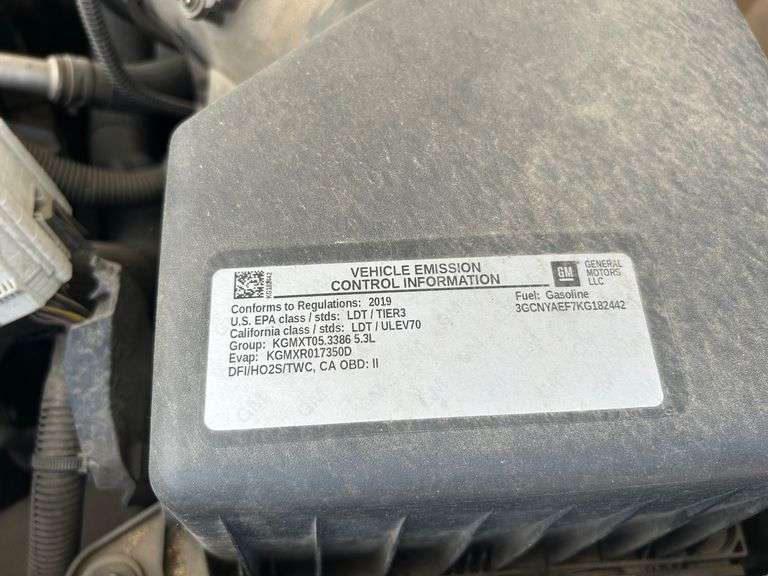 VEHICLE EMISSION
CONTROL INFORMATION
GM
GENERAL
MOTORS
LLC
KG182442
Conforms to Regulations: 2019
U.S. EPA class / stds: LDT / TIER3
California class / stds: LDT / ULEV70
Group: KGMXT05.3386 5.3L
Evap: KGMXR017350D
DFI/HO2S/TWC, CA OBD: II
Fuel: Gasoline
3GCNYAEF7KG182442